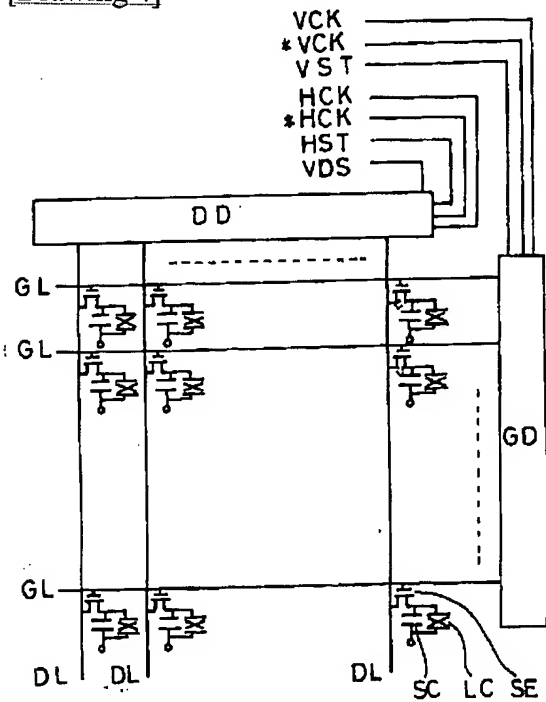 VCK
*VCK
VST
HCK
*HCK
HST
VDS
DD
GL
GL
GD
GL
DL DL DL SC LC SE